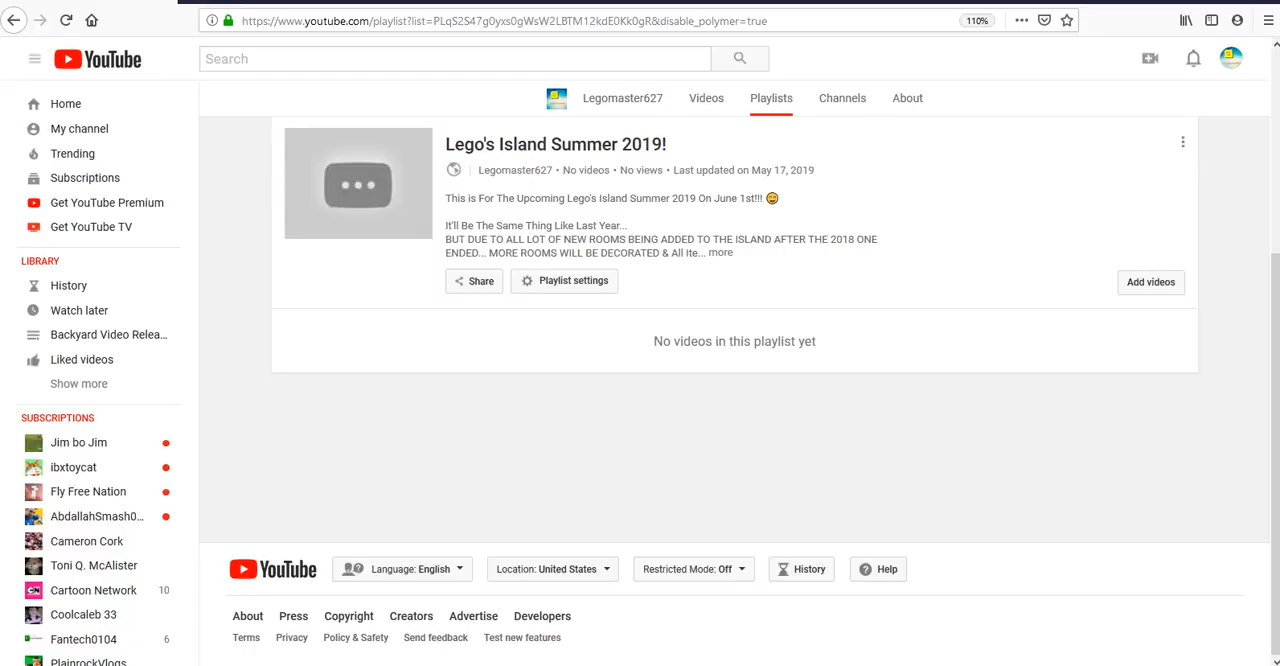 https://www.youtube.com/playlist?list=PLqS2S47g0yxs0gWsW2LBTM12kdE0Kk0gR&disable_polymer=true
110%
YouTube
Search
Legomaster627
Videos
Playlists
Channels
About
Home
My channel
Trending
Subscriptions
Get YouTube Premium
Get YouTube TV
LIBRARY
History
Watch later
Backyard Video Relea...
Liked videos
Show more
SUBSCRIPTIONS
Jim bo Jim
ibxtoycat
Fly Free Nation
AbdallahSmash0...
Cameron Cork
Toni Q. McAlister
Cartoon Network 10
Coolcaleb 33
Fantech0104 6
PlainrockVlogs
Lego's Island Summer 2019!
Legomaster627 • No videos • No views • Last updated on May 17, 2019
This is For The Upcoming Lego's Island Summer 2019 On June 1st!!! 😄
It'll Be The Same Thing Like Last Year...
BUT DUE TO ALL LOT OF NEW ROOMS BEING ADDED TO THE ISLAND AFTER THE 2018 ONE
ENDED... MORE ROOMS WILL BE DECORATED & All Ite... more
Share
Playlist settings
Add videos
No videos in this playlist yet
YouTube
Language: English
Location: United States
Restricted Mode: Off
History
Help
About Press Copyright Creators Advertise Developers
Terms Privacy Policy & Safety Send feedback Test new features